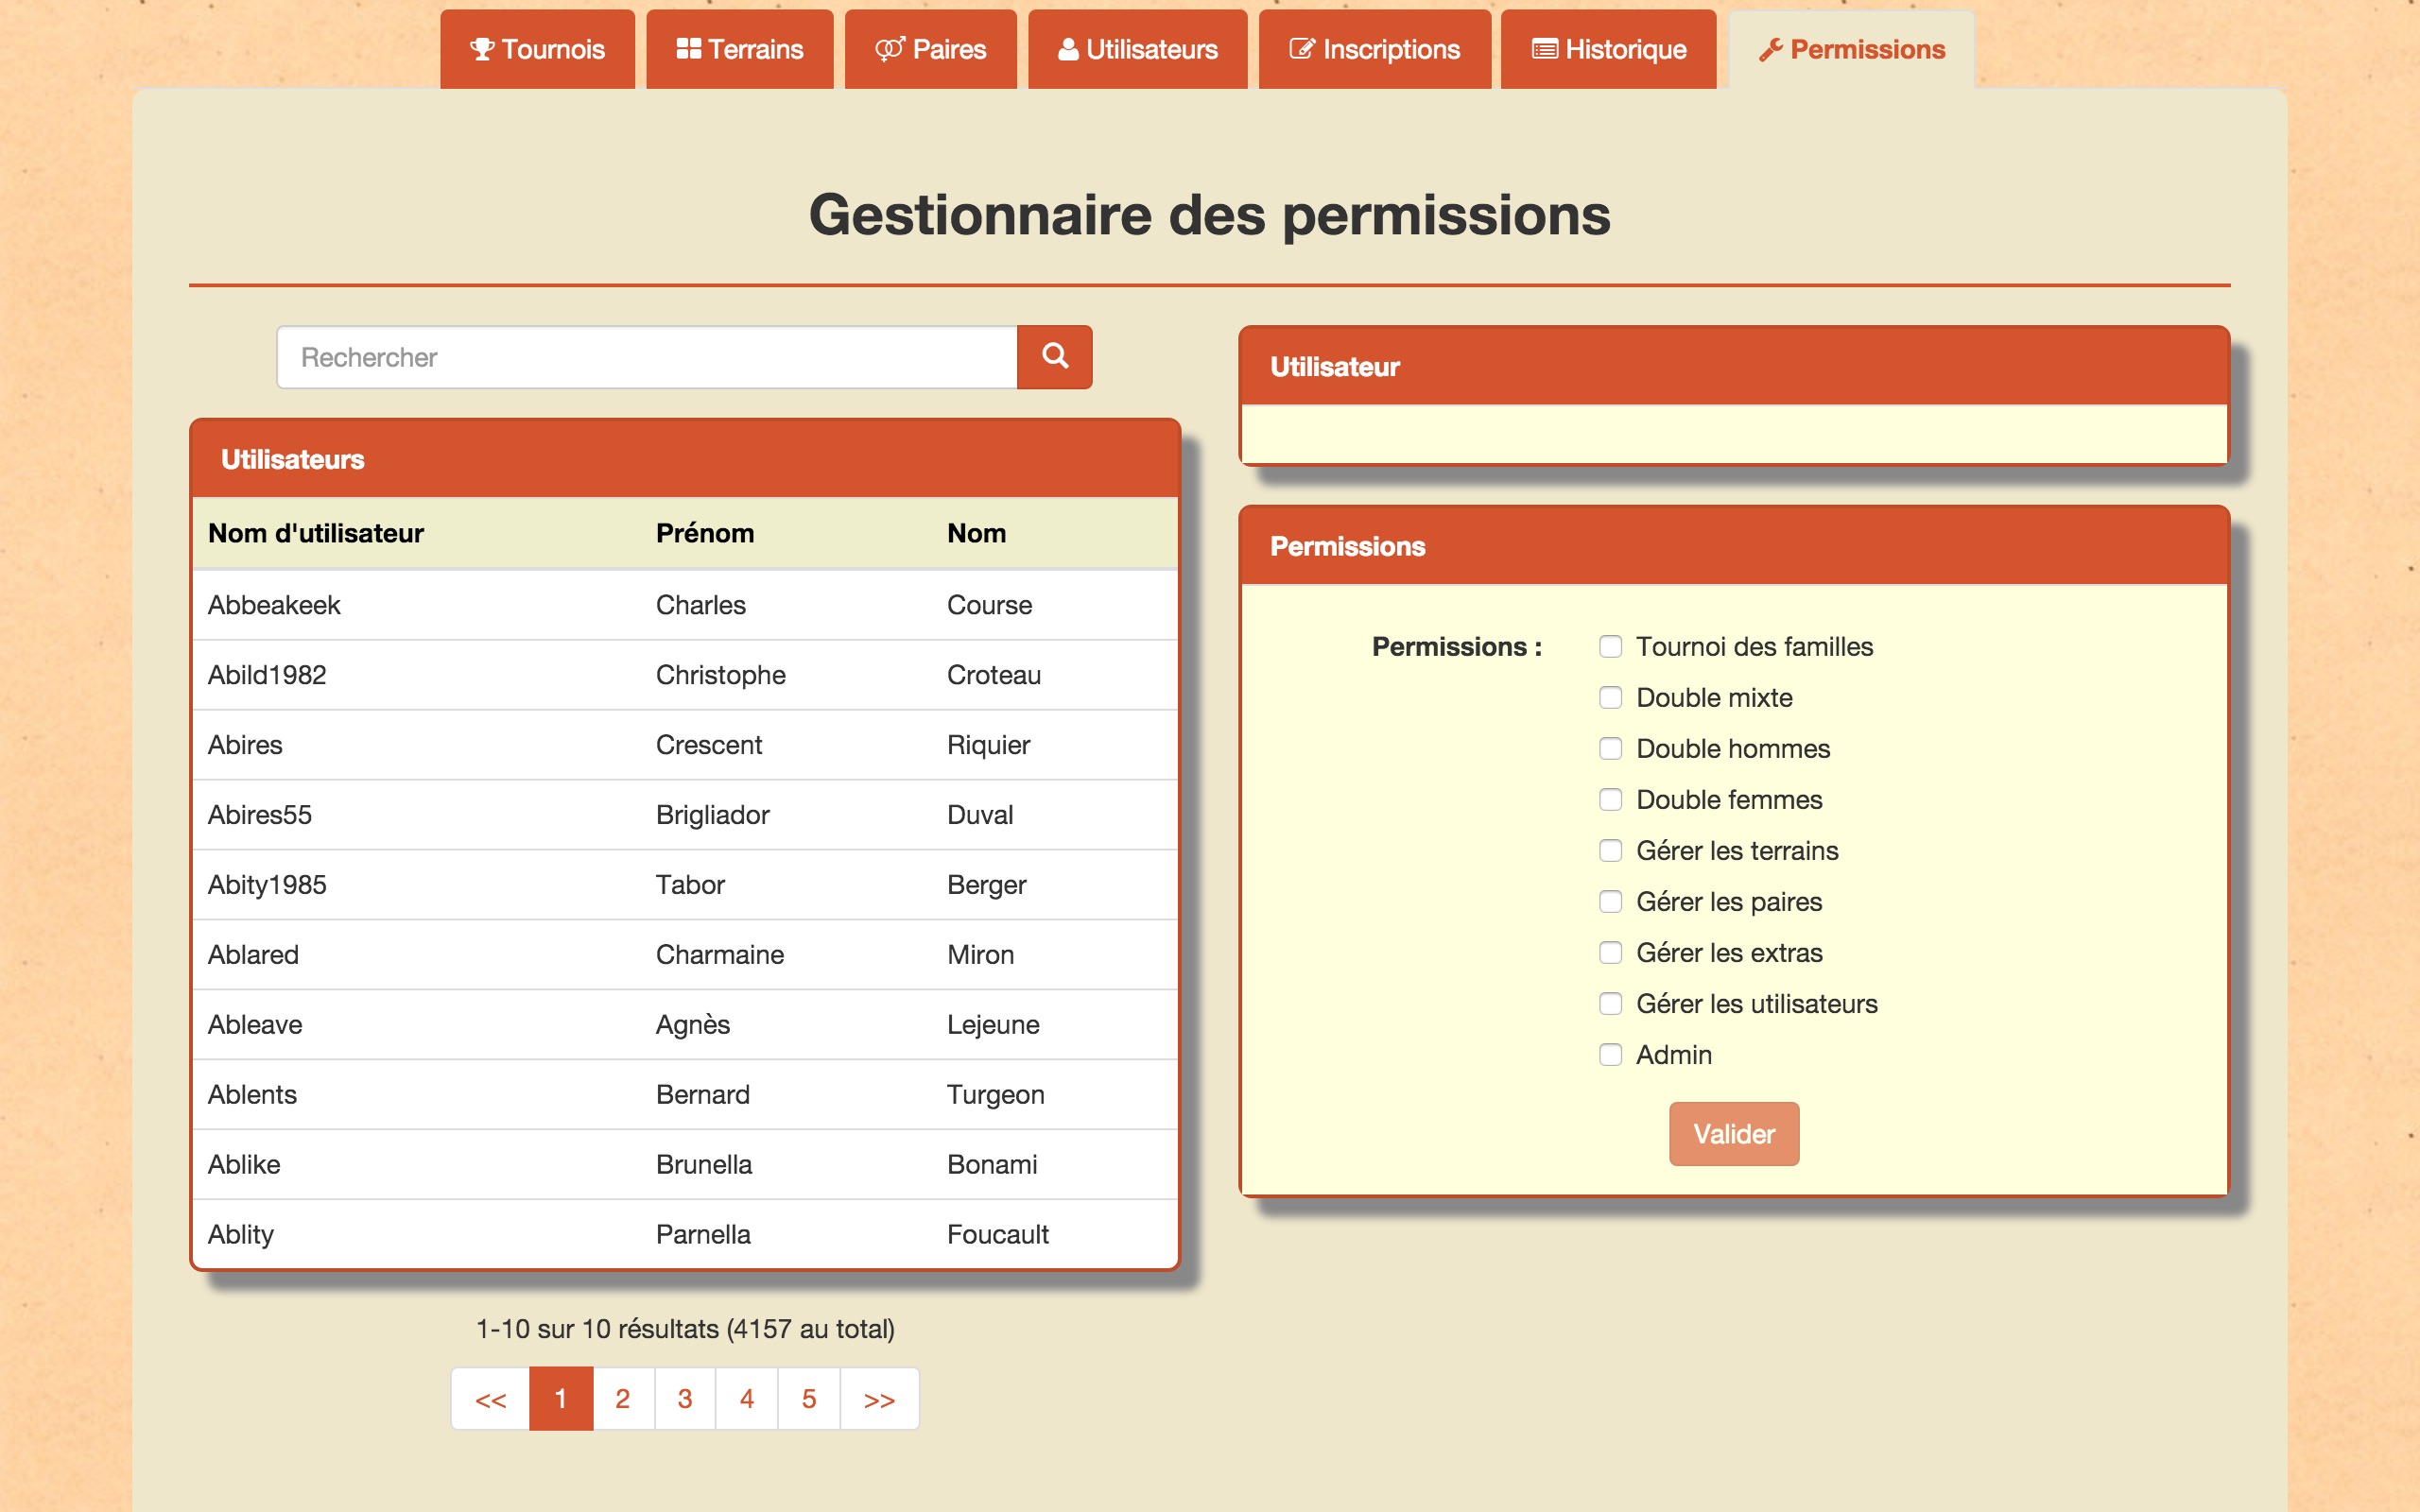 Tournois Terrains Paires Utilisateurs Inscriptions Historique Permissions
Gestionnaire des permissions
Rechercher
Utilisateurs
Nom d'utilisateur Prénom Nom
Abbeakeek Charles Course
Abild1982 Christophe Croteau
Abires Crescent Riquier
Abires55 Brigliador Duval
Abity1985 Tabor Berger
Ablared Charmaine Miron
Ableave Agnès Lejeune
Ablents Bernard Turgeon
Ablike Brunella Bonami
Ablity Parnella Foucault
1-10 sur 10 résultats (4157 au total)
<< 1 2 3 4 5 >>
Utilisateur
Permissions
Permissions :
Tournoi des familles
Double mixte
Double hommes
Double femmes
Gérer les terrains
Gérer les paires
Gérer les extras
Gérer les utilisateurs
Admin
Valider